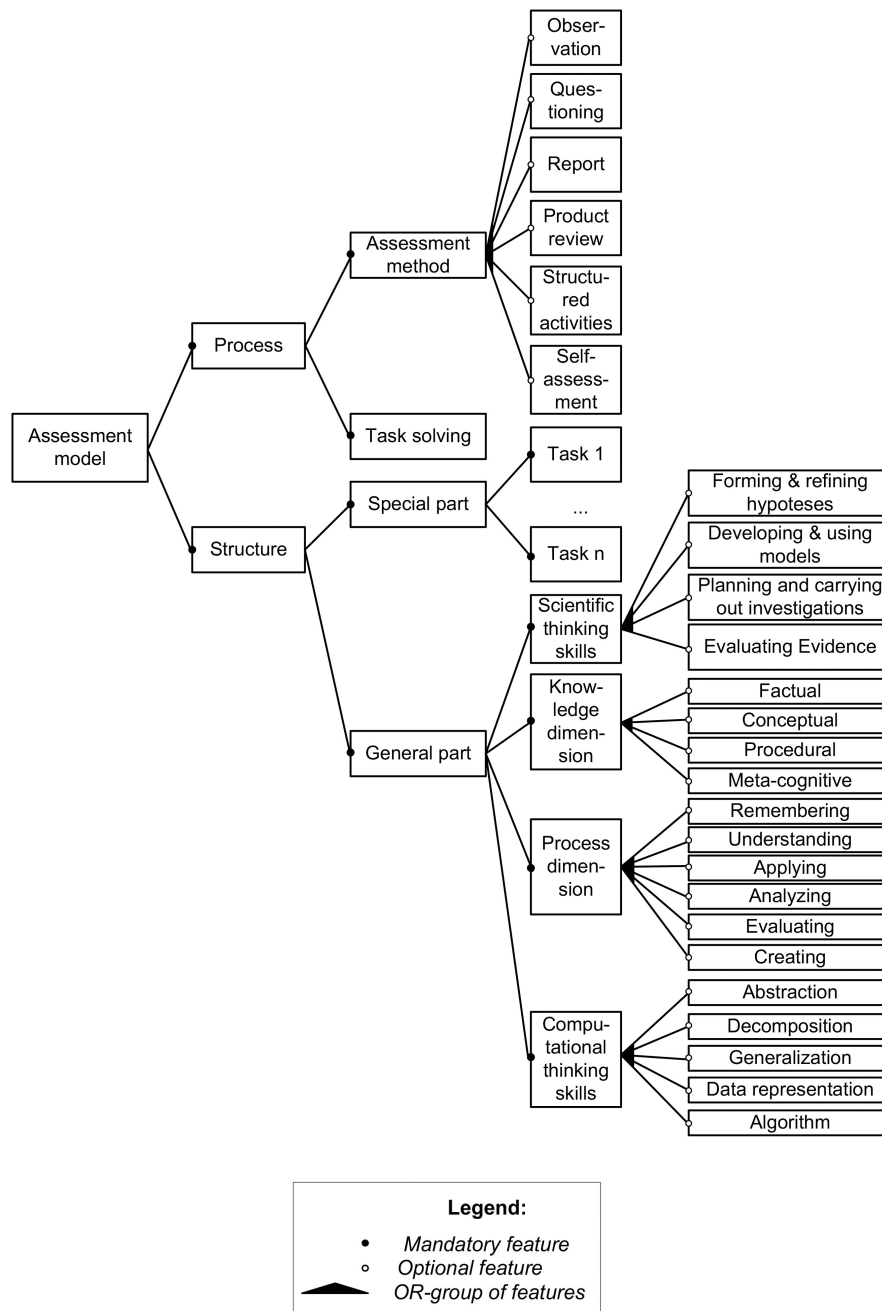 Obser-
vation
Ques-
tioning
Report
Product
review
Structu-
red
activities
Self-
assess-
ment
Assessment
method
Process
Task solving
Assessment
model
Structure
Special part
Task 1
...
Task n
General part
Scientific
thinking
skills
Forming & refining
hypoteses
Developing & using
models
Planning and carrying
out investigations
Evaluating Evidence
Know-
ledge
dimen-
sion
Factual
Conceptual
Procedural
Meta-cognitive
Process
dimen-
sion
Remembering
Understanding
Applying
Analyzing
Evaluating
Creating
Compu-
tational
thinking
skills
Abstraction
Decomposition
Generalization
Data representation
Algorithm
Legend:
Mandatory feature
Optional feature
OR-group of features